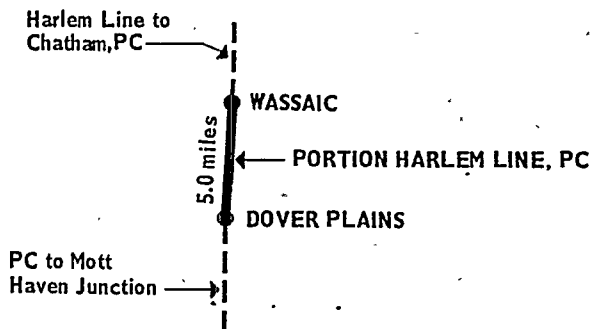 Harlem Line to
Chatham,PC
WASSAIC
5.0 miles
PORTION HARLEM LINE, PC
DOVER PLAINS
PC to Mott
Haven Junction